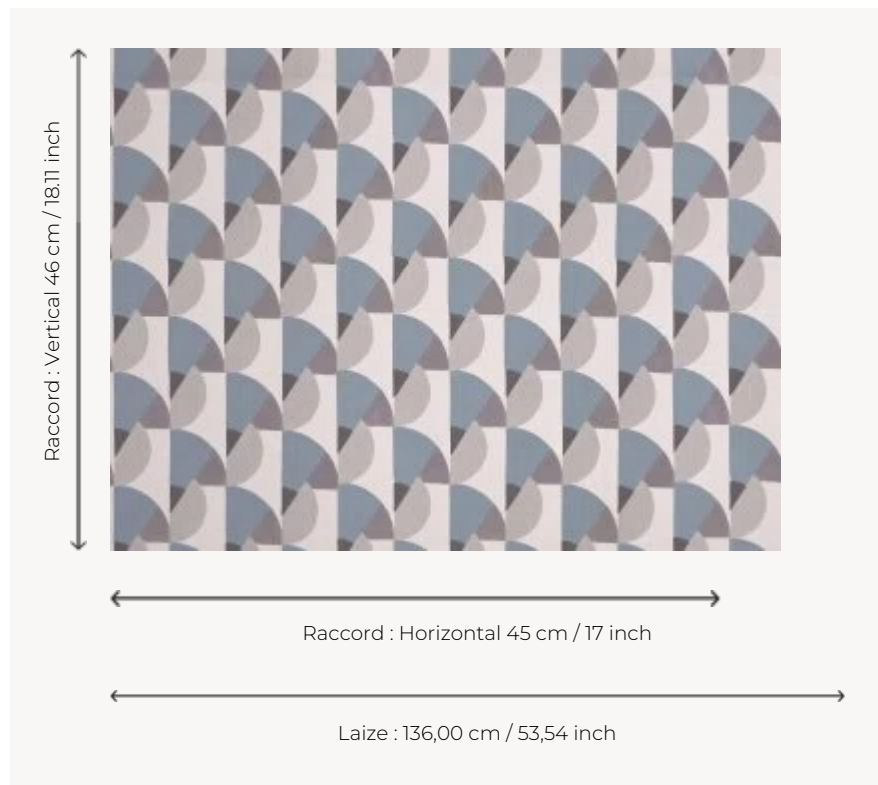 Raccord : Vertical 46 cm / 18.11 inch
Raccord : Horizontal 45 cm / 17 inch
Laize : 136,00 cm / 53,54 inch